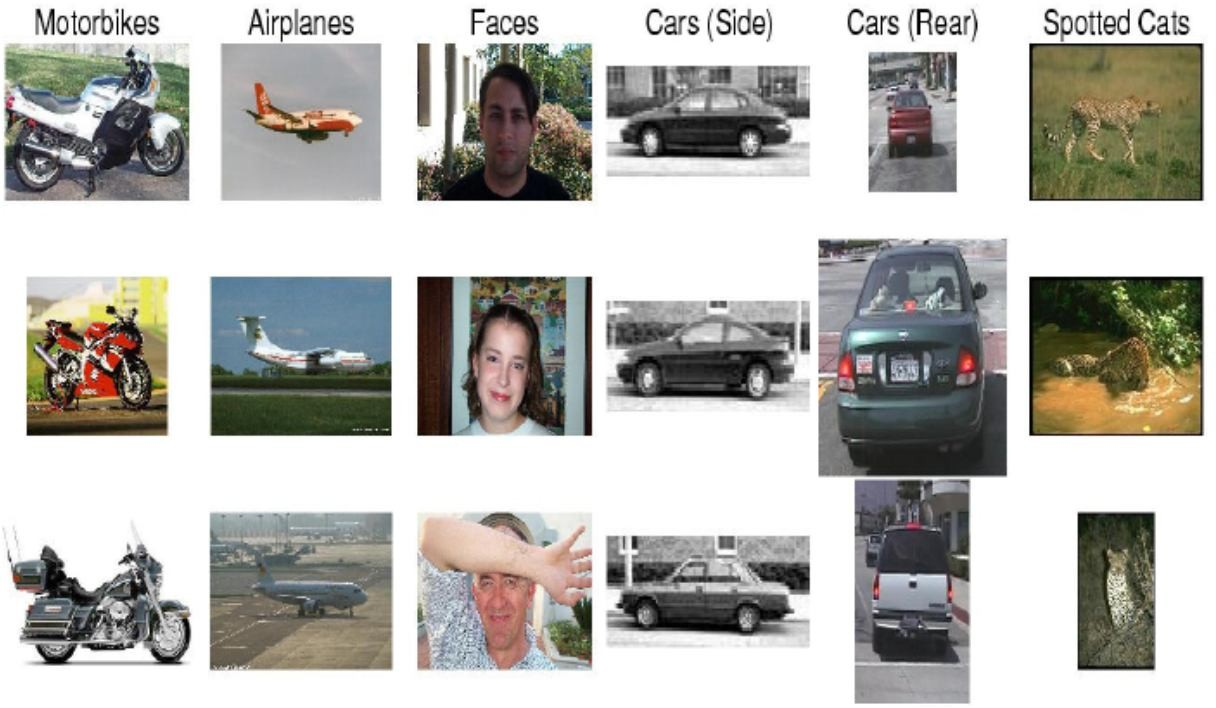 Motorbikes Airplanes Faces Cars (Side) Cars (Rear) Spotted Cats